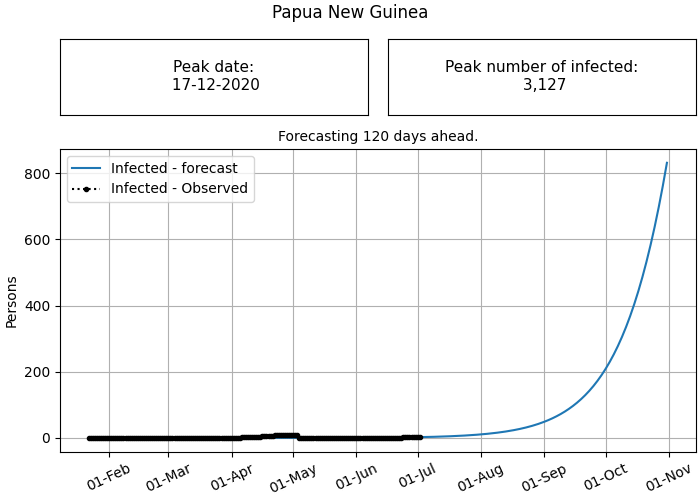 Papua New Guinea
Peak date:
17-12-2020
Peak number of infected:
3,127
Forecasting 120 days ahead.
Infected - forecast
Infected - Observed
Persons
800
600
400
200
0
01-Feb
01-Mar
01-Apr
01-May
01-Jun
01-Jul
01-Aug
01-Sep
01-Oct
01-Nov